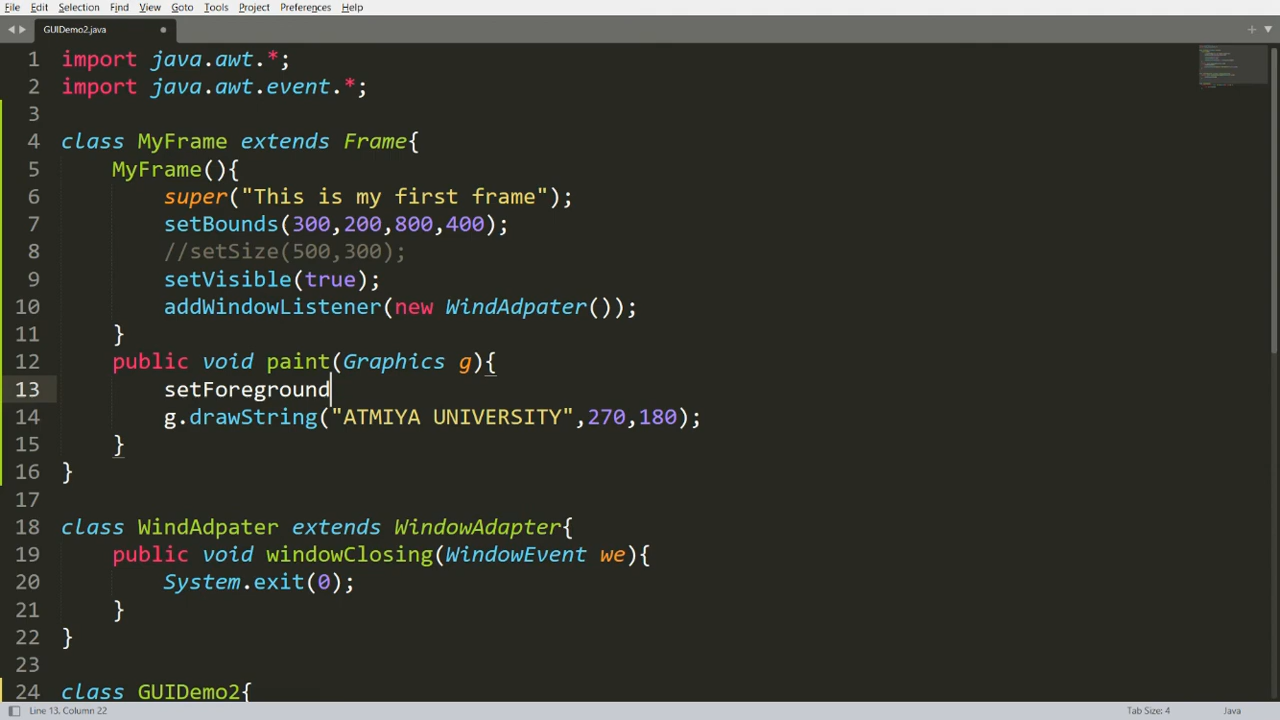 File Edit Selection Find View Goto Tools Project Preferences Help
GUIDemo2.java
1 import java.awt.*;
2 import java.awt.event.*;
3
4 class MyFrame extends Frame{
5 MyFrame(){
6 super("This is my first frame");
7 setBounds(300,200,800,400);
8 //setSize(500,300);
9 setVisible(true);
10 addWindowListener(new WindAdpater());
11 }
12 public void paint(Graphics g){
13 setForeground
14 g.drawString("ATMIYA UNIVERSITY",270,180);
15 }
16 }
17
18 class WindAdpater extends WindowAdapter{
19 public void windowClosing(WindowEvent we){
20 System.exit(0);
21 }
22 }
23
24 class GUIDemo2{
Line 13, Column 22 Tab Size: 4 Java